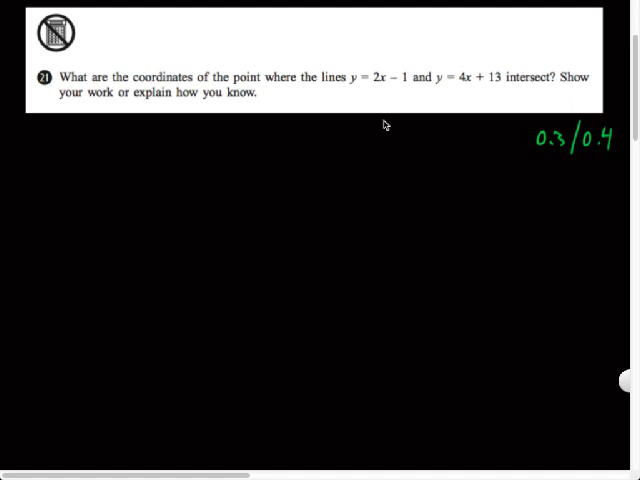 21 What are the coordinates of the point where the lines y = 2x − 1 and y = 4x + 13 intersect? Show
your work or explain how you know.
0.3/0.4